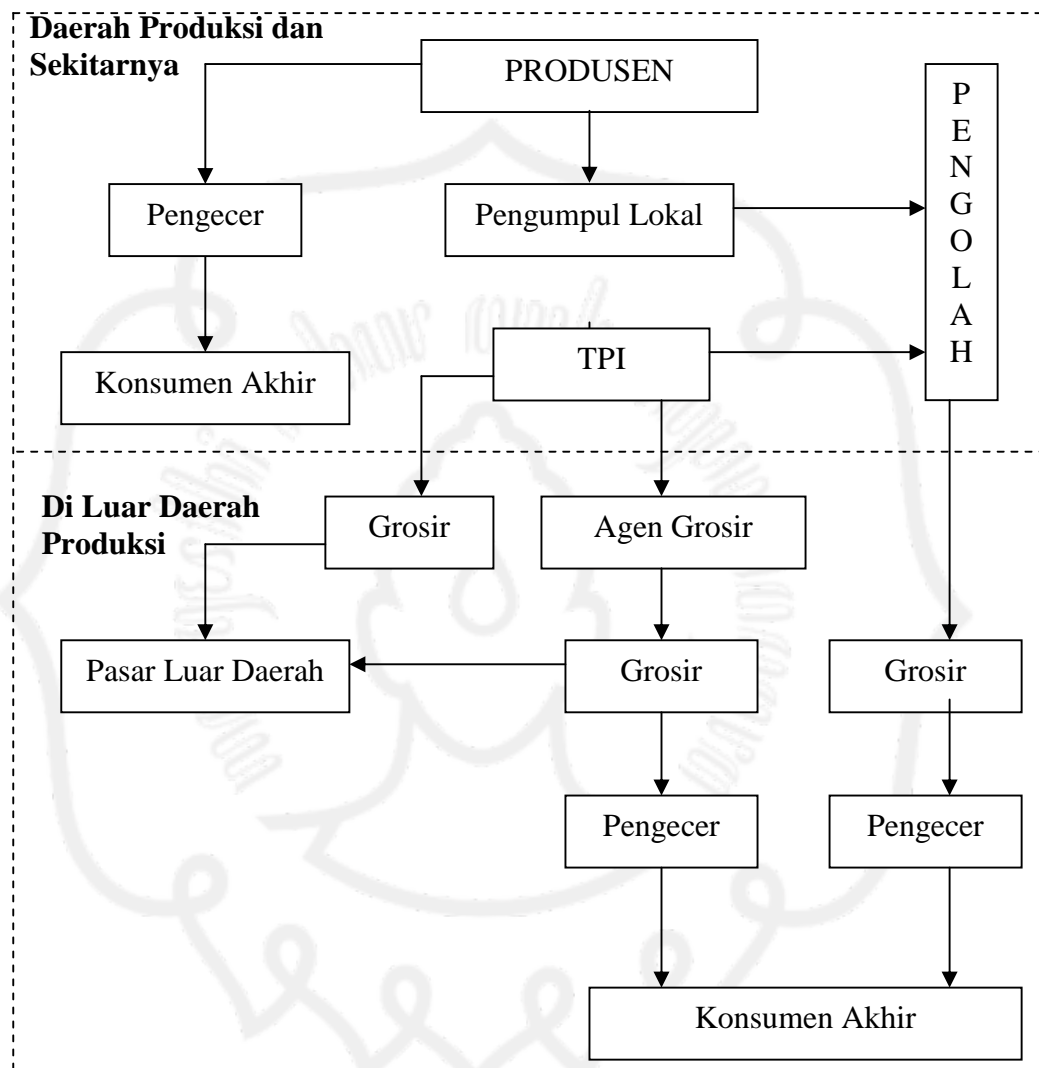 Daerah Produksi dan
Sekitarnya
PRODUSEN
P
E
N
G
O
L
A
H
Pengecer
Pengumpul Lokal
TPI
Konsumen Akhir
Di Luar Daerah
Produksi
Grosir
Agen Grosir
Pasar Luar Daerah
Grosir
Grosir
Pengecer
Pengecer
Konsumen Akhir